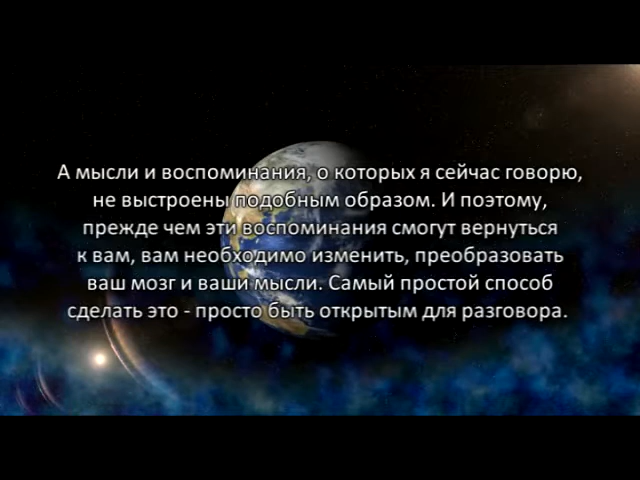 А мысли и воспоминания, о которых я сейчас говорю,
не выстроены подобным образом. И поэтому,
прежде чем эти воспоминания смогут вернуться
к вам, вам необходимо изменить, преобразовать
ваш мозг и ваши мысли. Самый простой способ
сделать это - просто быть открытым для разговора.